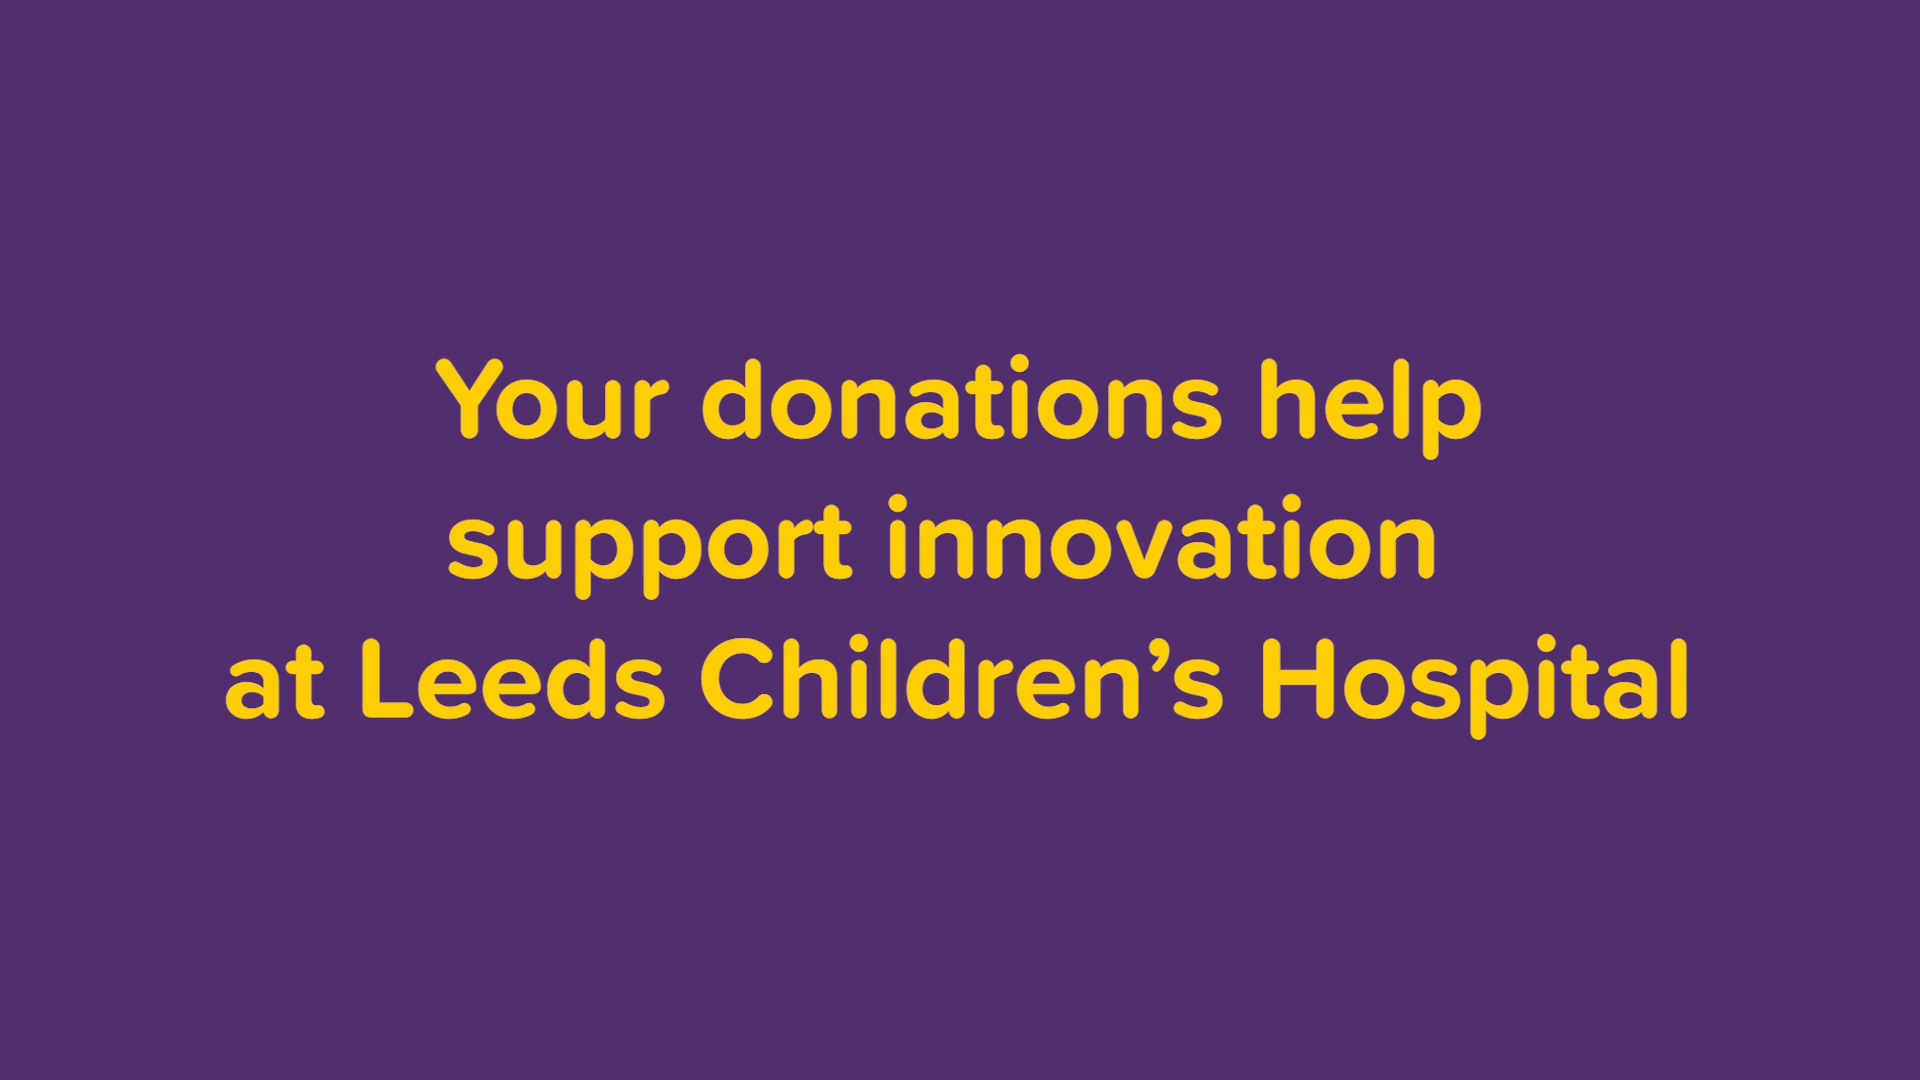 Your donations help
support innovation
at Leeds Children’s Hospital